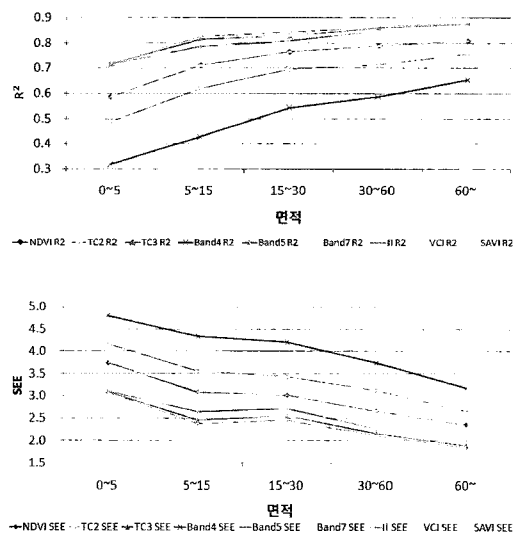 0.9
0.8
0.7
0.6
0.5
0.4
0.3
R²
0~5 5~15 15~30 30~60 60~
면적
NDVI R2 TC2 R2 TC3 R2 Band4 R2 Band5 R2 Band7 R2 II R2 VCI R2 SAVI R2
5.0
4.5
4.0
3.5
3.0
2.5
2.0
1.5
SEE
0~5 5~15 15~30 30~60 60~
면적
NDVI SEE TC2 SEE TC3 SEE Band4 SEE Band5 SEE Band7 SEE II SEE VCI SEE SAVI SEE